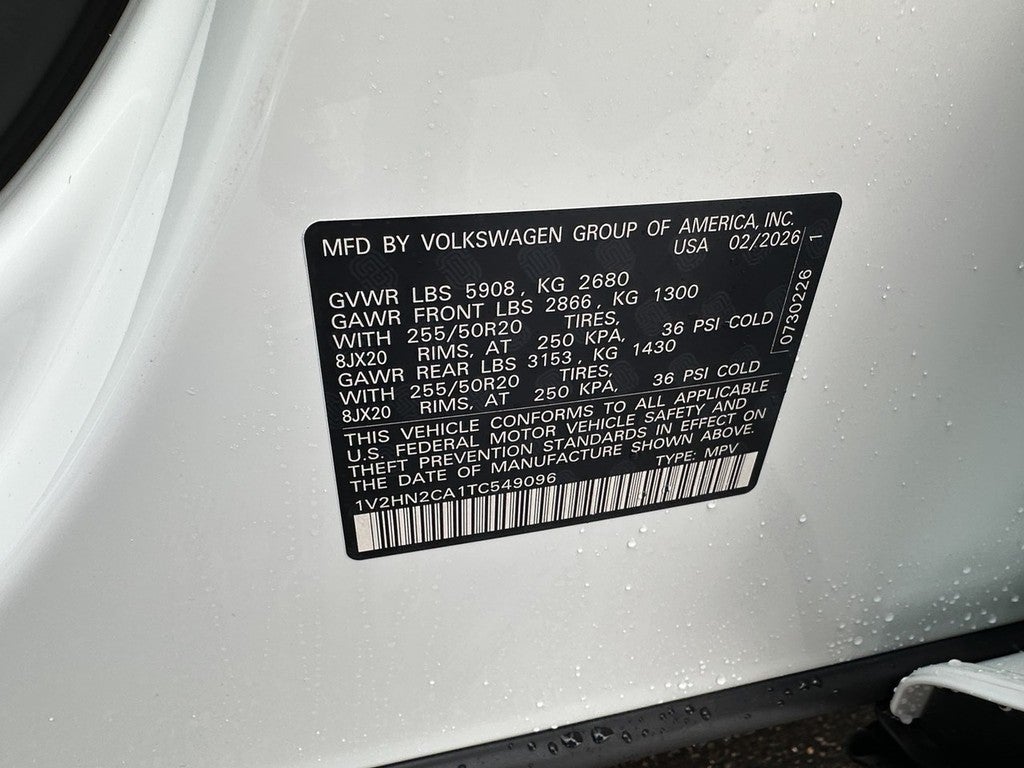 MFD BY VOLKSWAGEN GROUP OF AMERICA, INC.
USA 02/2026
GVWR LBS 5908, KG 2680
GAWR FRONT LBS 2866, KG 1300
WITH 255/50R20 TIRES,
8JX20 RIMS, AT 250 KPA, 36 PSI COLD
GAWR REAR LBS 3153, KG 1430
WITH 255/50R20 TIRES,
8JX20 RIMS, AT 250 KPA, 36 PSI COLD
THIS VEHICLE CONFORMS TO ALL APPLICABLE
U.S. FEDERAL MOTOR VEHICLE SAFETY AND
THEFT PREVENTION STANDARDS IN EFFECT ON
THE DATE OF MANUFACTURE SHOWN ABOVE.
TYPE: MPV
1V2HN2CA1TC549096
0730226 1